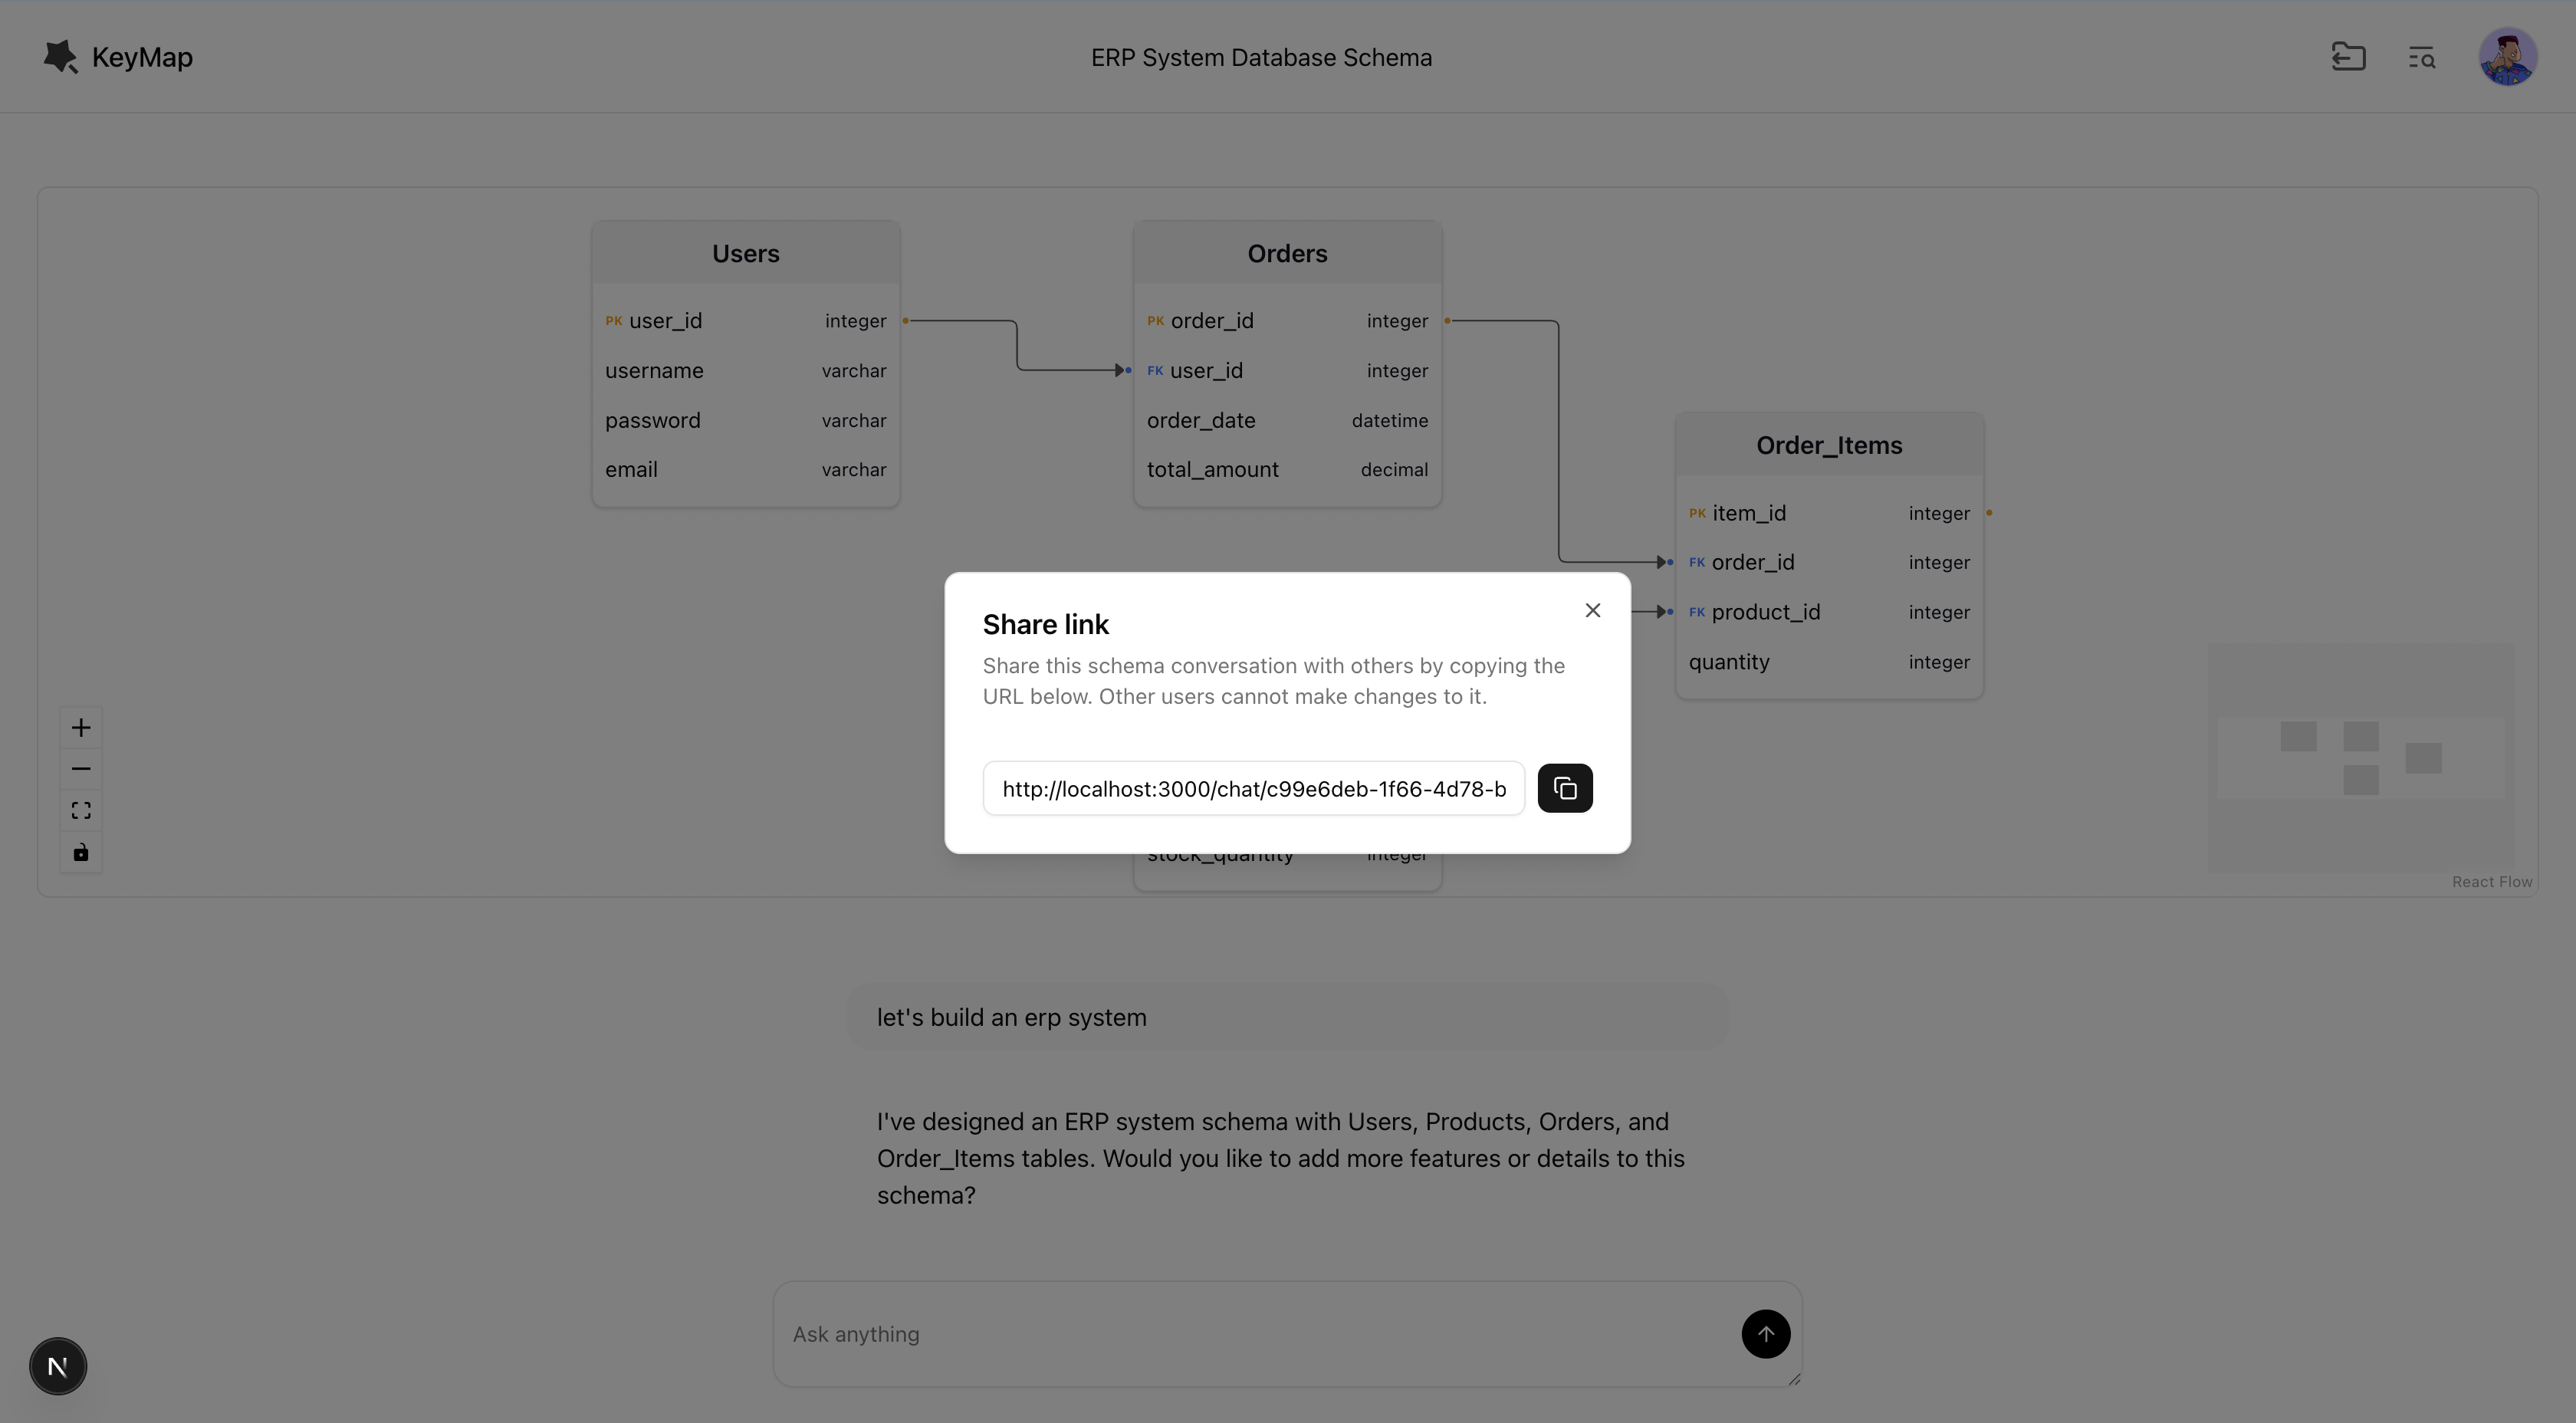 KeyMap
ERP System Database Schema
Users
PK user_id integer
username varchar
password varchar
email varchar
Orders
PK order_id integer
FK user_id integer
order_date datetime
total_amount decimal
Order_Items
PK item_id integer
FK order_id integer
FK product_id integer
quantity integer
Share link
Share this schema conversation with others by copying the
URL below. Other users cannot make changes to it.
http://localhost:3000/chat/c99e6deb-1f66-4d78-b
stock_quantity integer
React Flow
let's build an erp system
I've designed an ERP system schema with Users, Products, Orders, and
Order_Items tables. Would you like to add more features or details to this
schema?
Ask anything
N